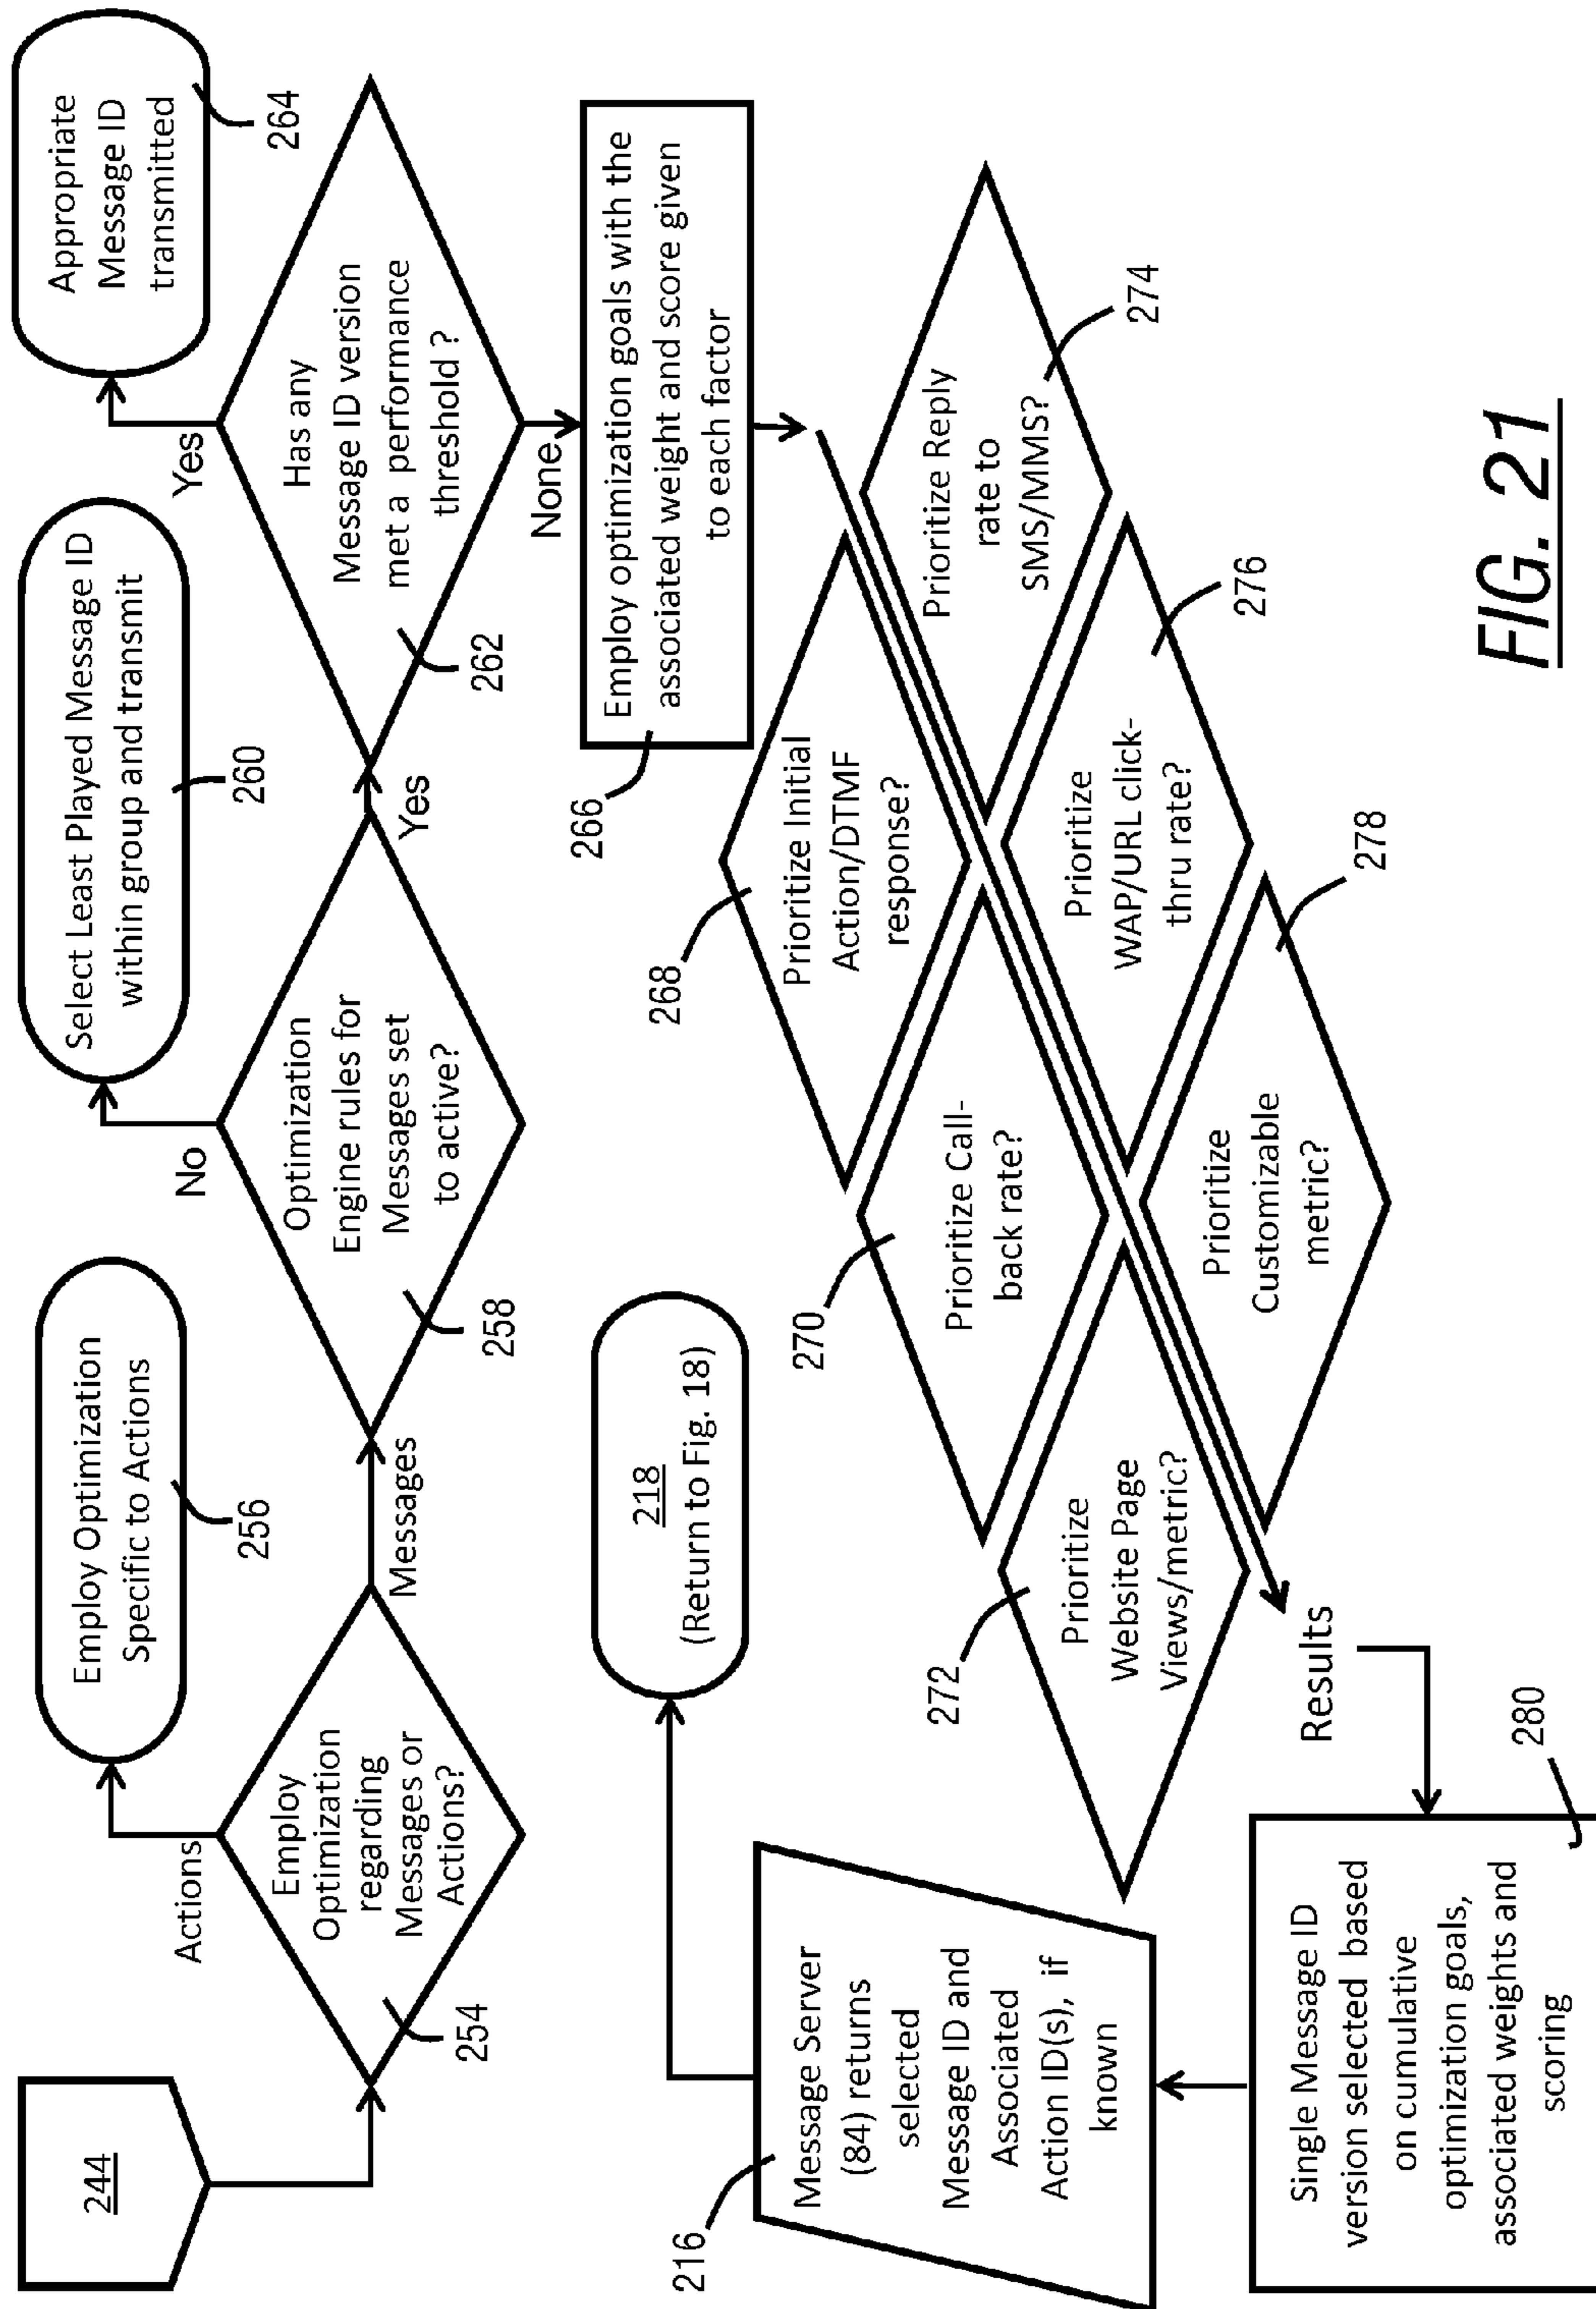 244
Employ
Optimization
regarding
Messages or
Actions?
254
Actions
Messages
Employ Optimization
Specific to Actions
256
Optimization
Engine rules for
Messages set
to active?
258
No
Yes
Select Least Played Message ID
within group and transmit
260
Has any
Message ID version
met a performance
threshold ?
262
Yes
None
Appropriate
Message ID
transmitted
264
Employ optimization goals with the
associated weight and score given
to each factor
266
Prioritize Initial
Action/DTMF
response?
268
Prioritize Call-
back rate?
270
Prioritize
Website Page
Views/metric?
272
Prioritize Reply
rate to
SMS/MMS?
274
Prioritize
WAP/URL click-
thru rate?
276
Prioritize
Customizable
metric?
278
Results
Single Message ID
version selected based
on cumulative
optimization goals,
associated weights and
scoring
280
Message Server
(84) returns
selected
Message ID and
Associated
Action ID(s), if
known
216
218
(Return to Fig. 18)
FIG. 21